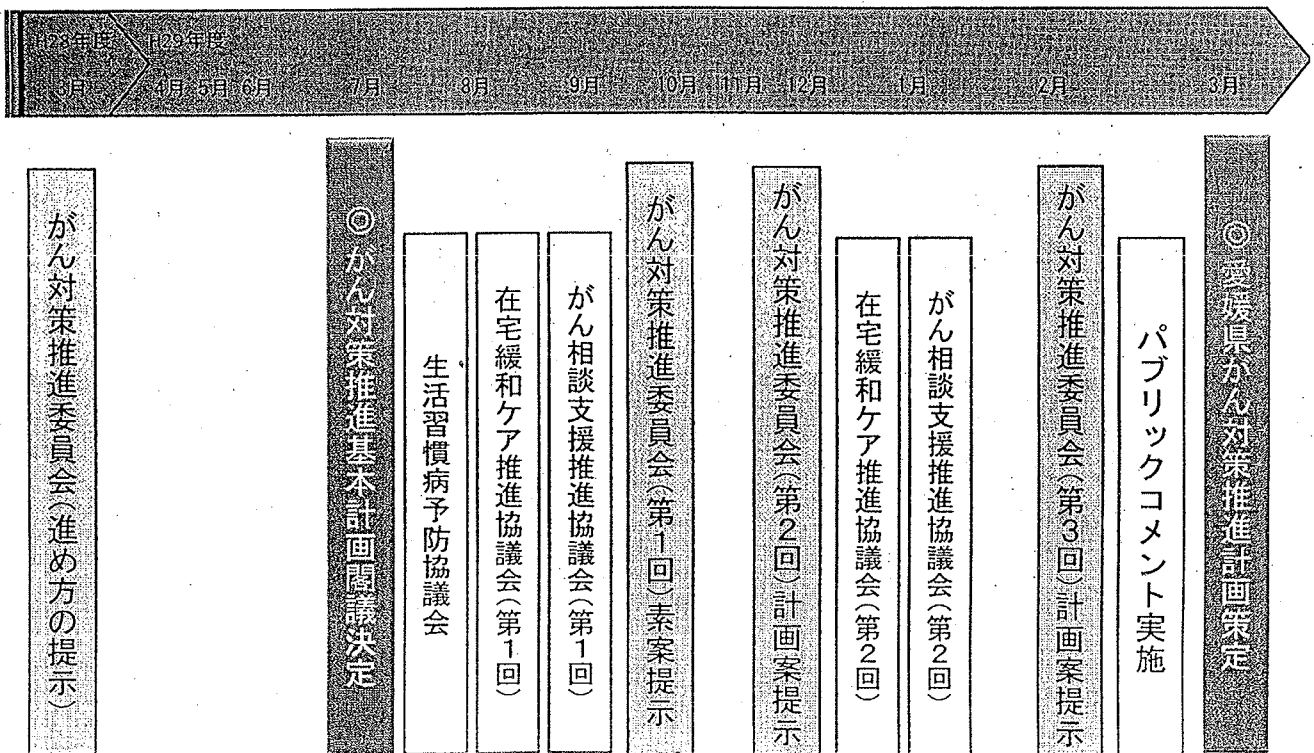 H28年度 H29年度
3月 4月 5月 6月 7月 8月 9月 10月 11月 12月 1月 2月 3月
がん対策推進委員会(進め方の提示)
◎がん対策推進基本計画閣議決定
生活習慣病予防協議会
在宅緩和ケア推進協議会(第1回)
がん相談支援推進協議会(第1回)
がん対策推進委員会(第1回)素案提示
がん対策推進委員会(第2回)計画案提示
在宅緩和ケア推進協議会(第2回)
がん相談支援推進協議会(第2回)
がん対策推進委員会(第3回)計画案提示
パブリックコメント実施
◎愛媛県がん対策推進計画策定